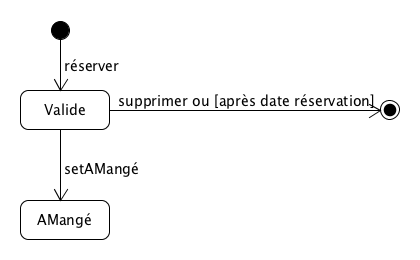 réserver
Valide
supprimer ou [après date réservation]
setAMangé
AMangé